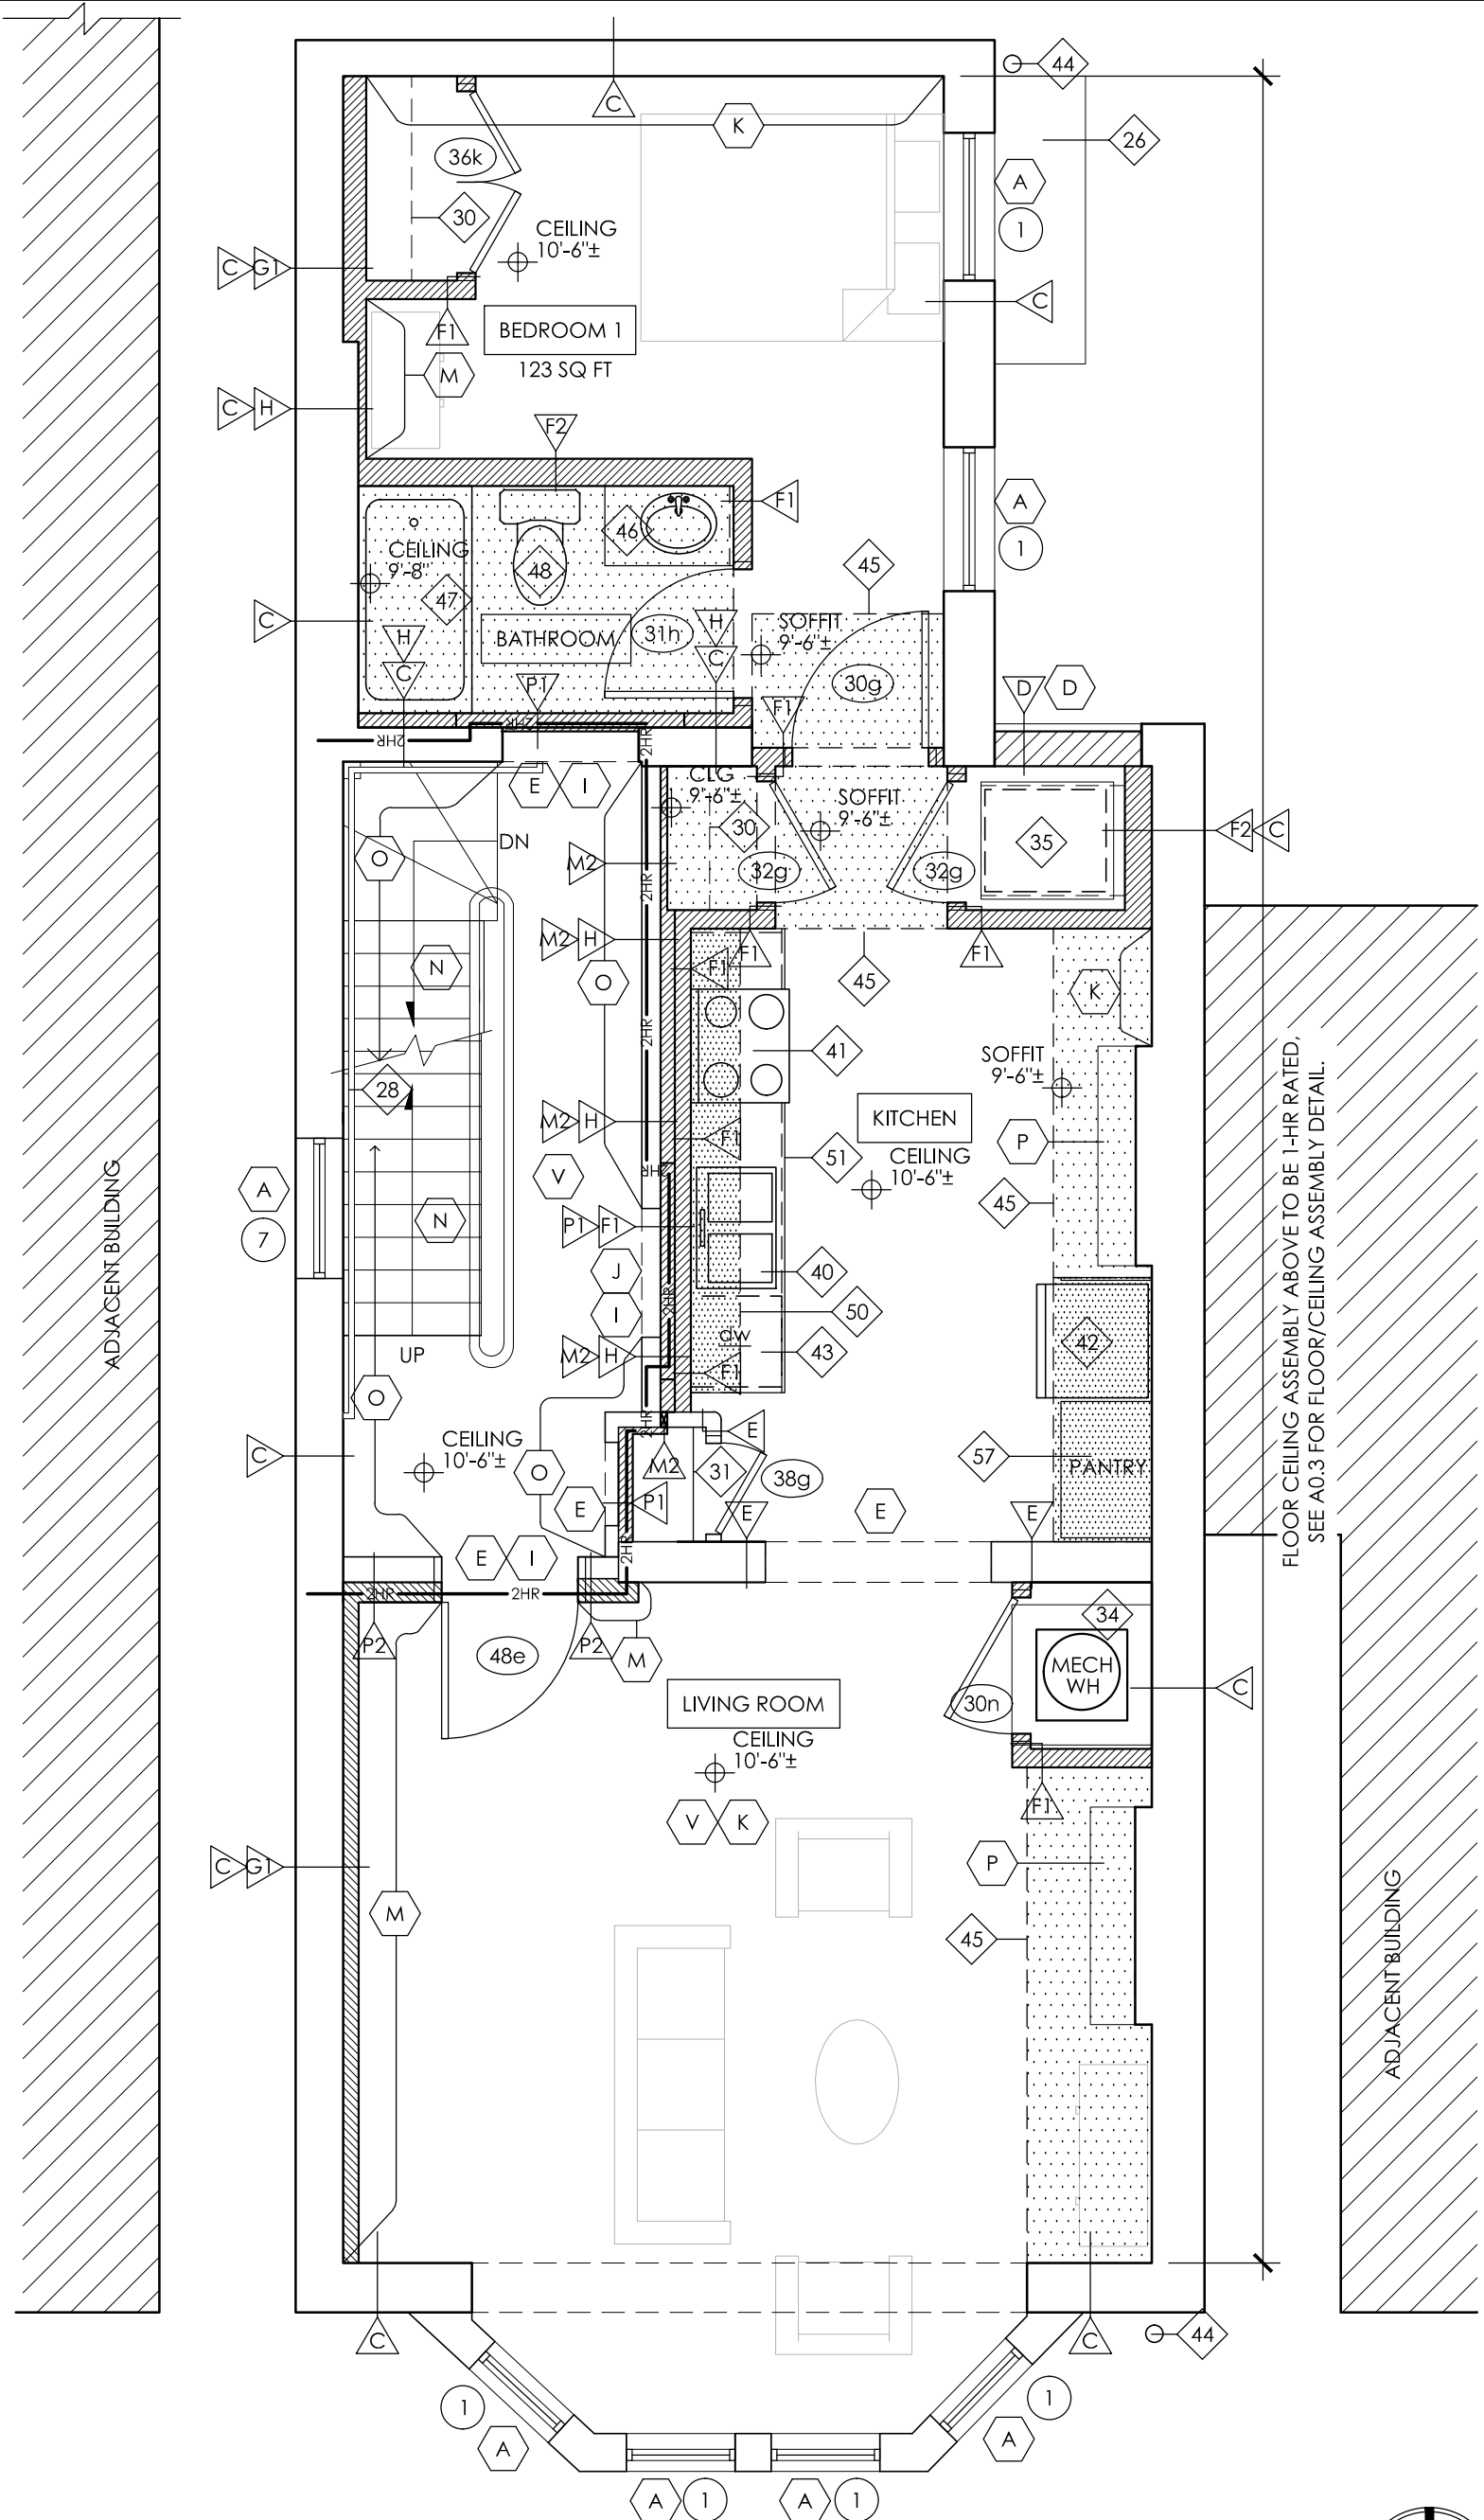 44
C
K
26
36k
A
30
1
CEILING
10'-6"±
C G1
C
F1
BEDROOM 1
123 SQ FT
M
C H
F2
F1
A
46
1
CEILING
9'-8"
48
45
47
C
H
C
BATHROOM
31h
H
C
SOFFIT
9'-6"±
30g
P1
F1
D D
2HR
2HR
2HR
E I
CLG
9'-6"±
SOFFIT
9'-6"±
30
35
F2 C
DN
O
M2
32g
32g
2HR
M2 H
F1
F1
F1
N
O
45
K
2HR
41
SOFFIT
9'-6"±
28
KITCHEN
M2 H
F1
P
51
CEILING
10'-6"±
2HR
V
A
7
N
P1 F1
45
J
I
40
2HR
50
dw
43
42
UP
M2 H
F1
O
2HR
E
CEILING
10'-6"±
C
O
M2
31
38g
57
PANTRY
E
P1
E
E
E
2HR
E I
2HR
2HR
34
P2
48e
P2
M
MECH
WH
C
LIVING ROOM
30n
CEILING
10'-6"±
F1
V K
C G1
P
M
45
C
C
44
1
1
A
A
A 1
A 1
ADJACENT BUILDING
FLOOR CEILING ASSEMBLY ABOVE TO BE 1-HR RATED,
SEE A0.3 FOR FLOOR/CEILING ASSEMBLY DETAIL.
ADJACENT BUILDING